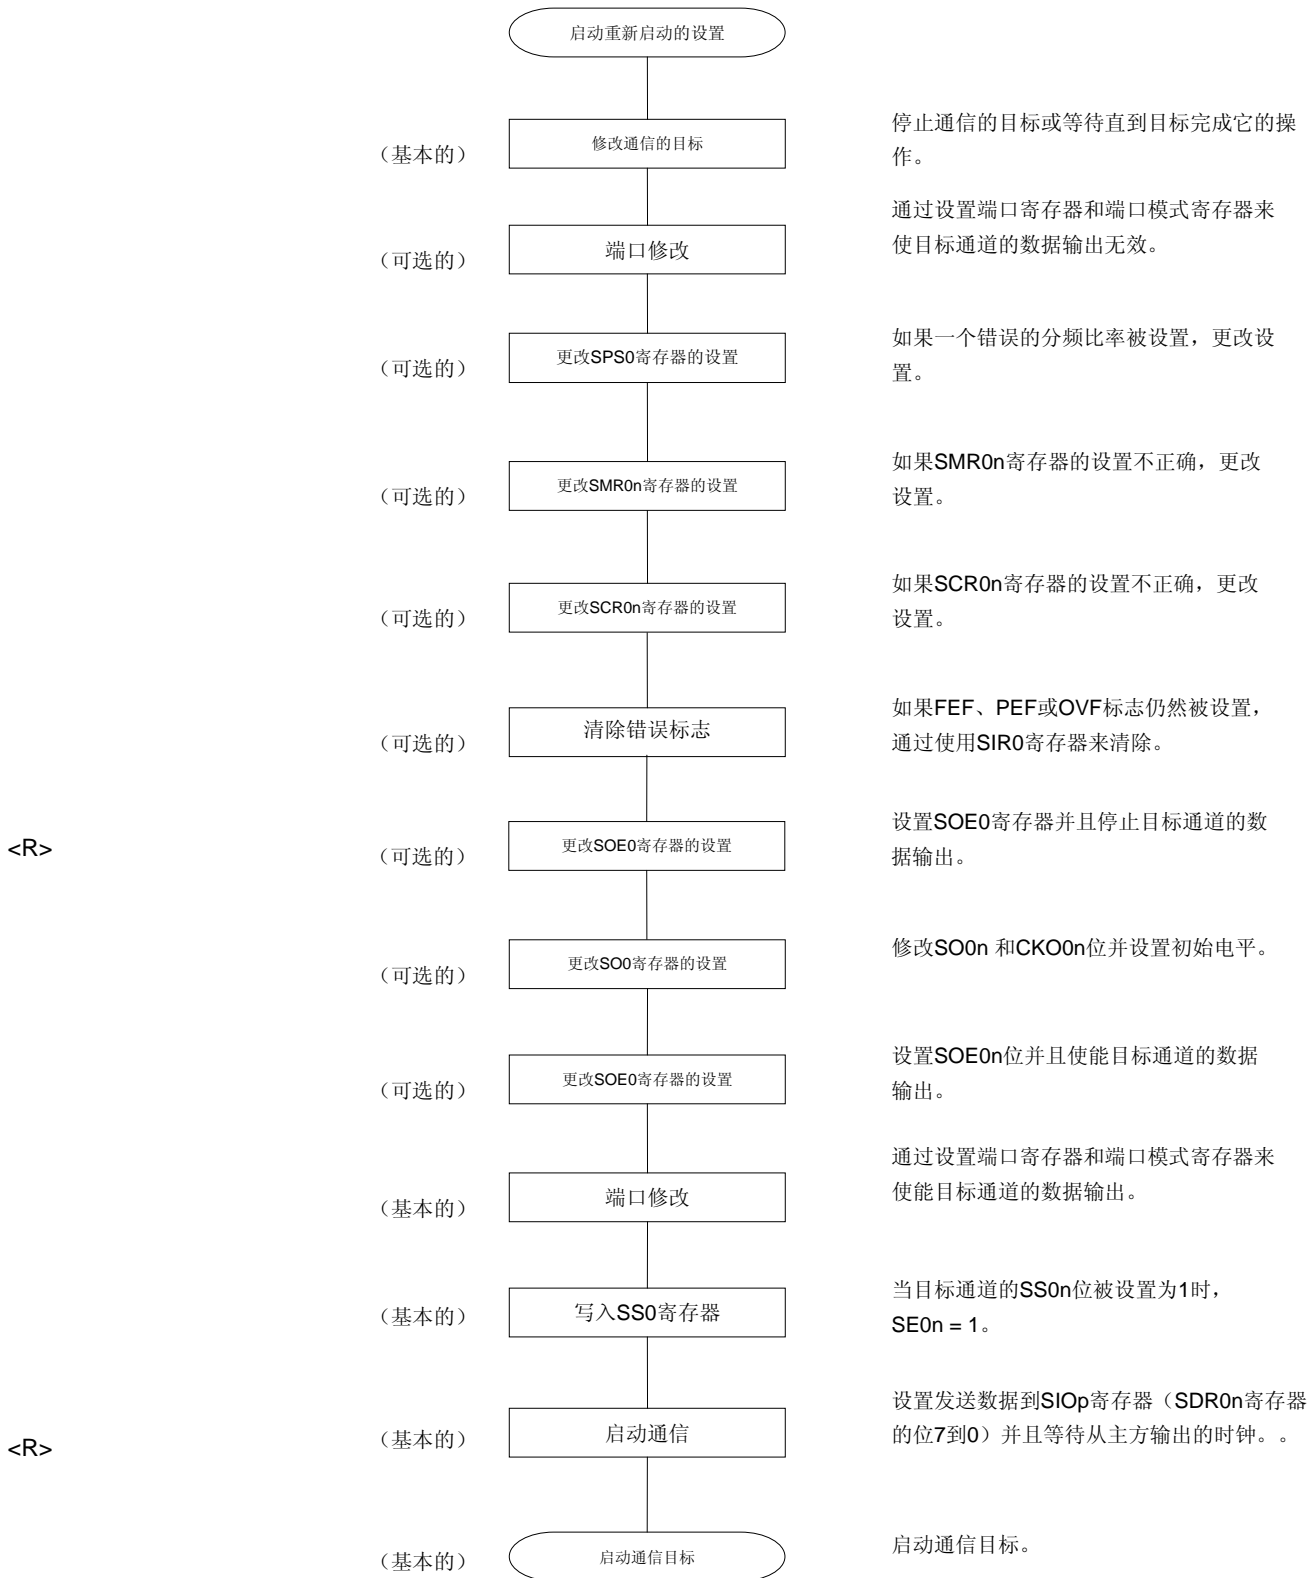 启动重新启动的设置
停止通信的目标或等待直到目标完成它的操
作。
（基本的）
修改通信的目标
通过设置端口寄存器和端口模式寄存器来
使目标通道的数据输出无效。
（可选的）
端口修改
如果一个错误的分频比率被设置，更改设
置。
（可选的）
更改SPS0寄存器的设置
如果SMR0n寄存器的设置不正确，更改
设置。
（可选的）
更改SMR0n寄存器的设置
如果SCR0n寄存器的设置不正确，更改
设置。
（可选的）
更改SCR0n寄存器的设置
如果FEF、PEF或OVF标志仍然被设置，
通过使用SIR0寄存器来清除。
（可选的）
清除错误标志
设置SOE0寄存器并且停止目标通道的数
据输出。
<R>
（可选的）
更改SOE0寄存器的设置
修改SO0n 和CKO0n位并设置初始电平。
（可选的）
更改SO0寄存器的设置
设置SOE0n位并且使能目标通道的数据
输出。
（可选的）
更改SOE0寄存器的设置
通过设置端口寄存器和端口模式寄存器来
使能目标通道的数据输出。
（基本的）
端口修改
当目标通道的SS0n位被设置为1时，
SE0n = 1。
（基本的）
写入SS0寄存器
设置发送数据到SIOp寄存器（SDR0n寄存器
的位7到0）并且等待从主方输出的时钟。。
<R>
（基本的）
启动通信
启动通信目标。
（基本的）
启动通信目标